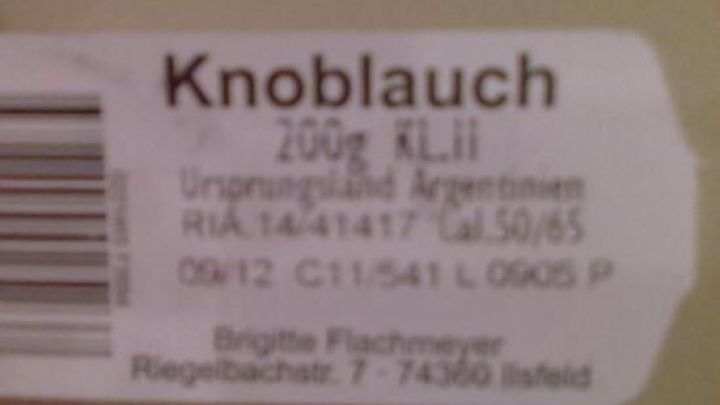 Knoblauch
200g KL.ii
Ursprungsland Argentinien
RIA.14/41417 Cal.50/65
09/12 C11/541 L 0905 P
Brigitte Flachmeyer
Riegelbachstr. 7 · 74360 Ilsfeld